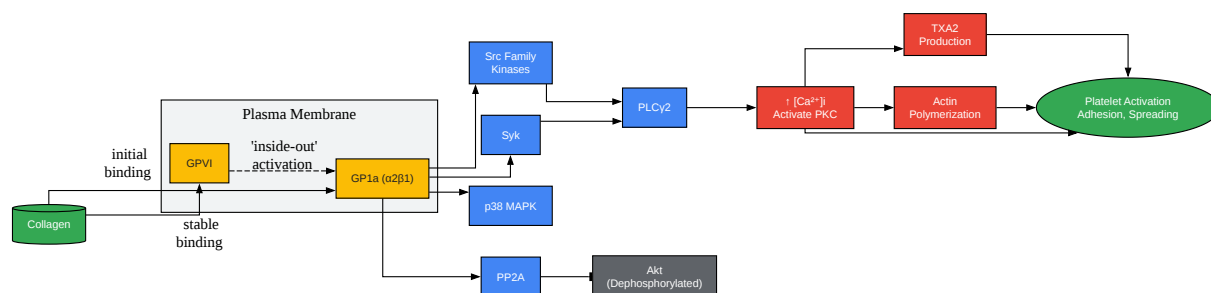 TXA2
Production
Src Family
Kinases
PLCγ2
↑ [Ca²⁺]i
Activate PKC
Actin
Polymerization
Platelet Activation
Adhesion, Spreading
Plasma Membrane
Syk
initial
binding
GPVI
'inside-out'
activation
GP1a (α2β1)
p38 MAPK
Collagen
stable
binding
PP2A
Akt
(Dephosphorylated)